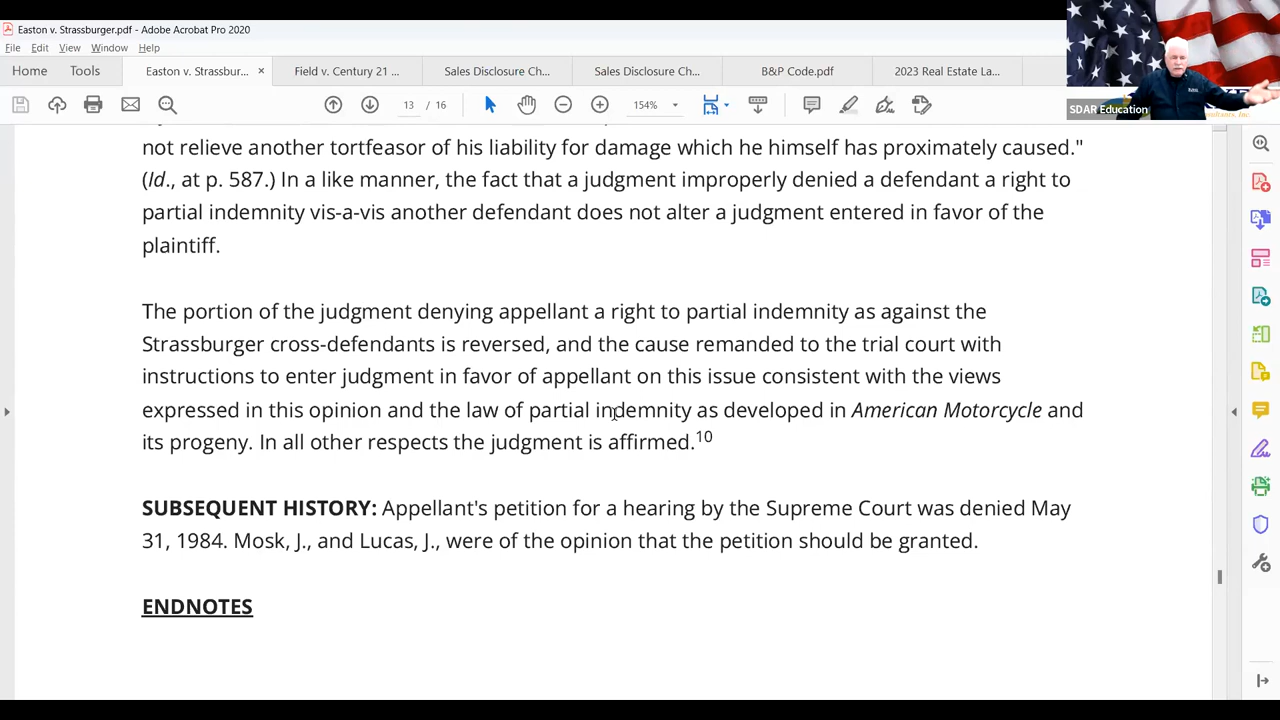 Easton v. Strassburger.pdf - Adobe Acrobat Pro 2020
File Edit View Window Help
Home Tools Easton v. Strassbur... × Field v. Century 21 ... Sales Disclosure Ch... Sales Disclosure Ch... B&P Code.pdf 2023 Real Estate La...
13 / 16 154%
SDAR Education
not relieve another tortfeasor of his liability for damage which he himself has proximately caused."
(Id., at p. 587.) In a like manner, the fact that a judgment improperly denied a defendant a right to
partial indemnity vis-a-vis another defendant does not alter a judgment entered in favor of the
plaintiff.
The portion of the judgment denying appellant a right to partial indemnity as against the
Strassburger cross-defendants is reversed, and the cause remanded to the trial court with
instructions to enter judgment in favor of appellant on this issue consistent with the views
expressed in this opinion and the law of partial indemnity as developed in American Motorcycle and
its progeny. In all other respects the judgment is affirmed.10
SUBSEQUENT HISTORY: Appellant's petition for a hearing by the Supreme Court was denied May
31, 1984. Mosk, J., and Lucas, J., were of the opinion that the petition should be granted.
ENDNOTES